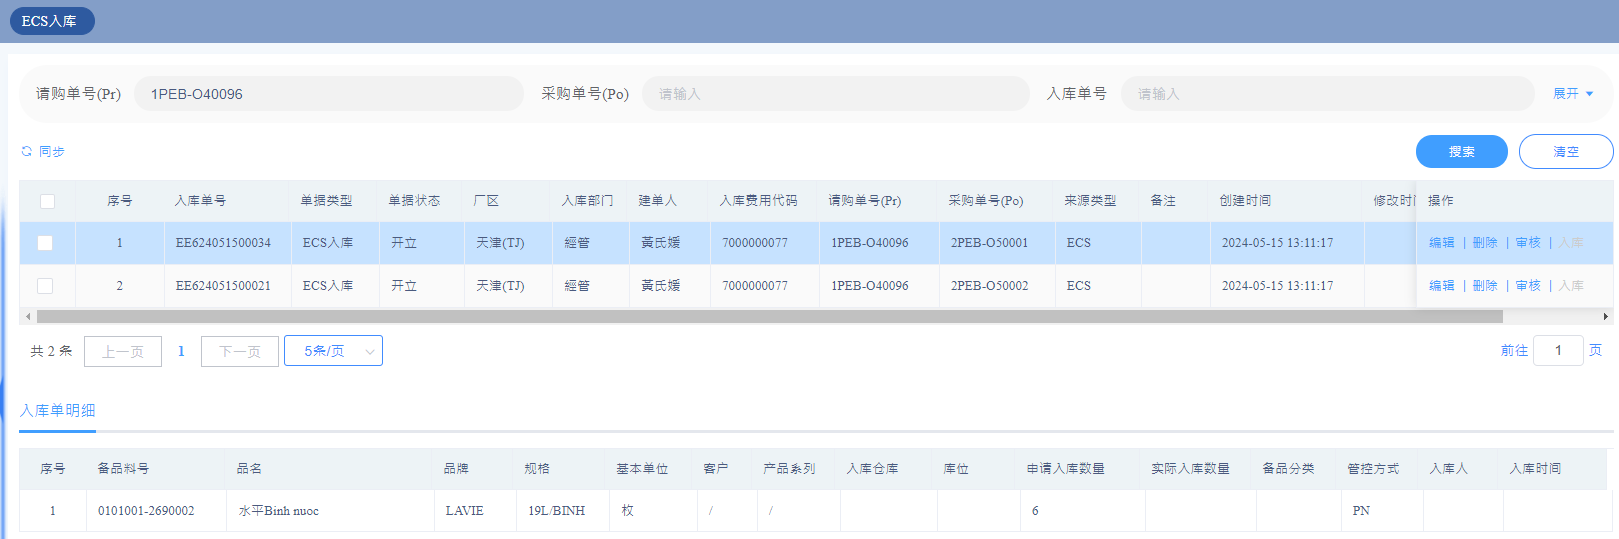 ECS入库
请购单号(Pr) 1PEB-O40096 采购单号(Po) 请输入 入库单号 请输入 展开
同步 搜索 清空
序号 入库单号 单据类型 单据状态 厂区 入库部门 建单人 入库费用代码 请购单号(Pr) 采购单号(Po) 来源类型 备注 创建时间 修改时 操作
1 EE624051500034 ECS入库 开立 天津(TJ) 經管 黃氏媛 7000000077 1PEB-O40096 2PEB-O50001 ECS 2024-05-15 13:11:17 编辑 | 删除 | 审核 | 入库
2 EE624051500021 ECS入库 开立 天津(TJ) 經管 黃氏媛 7000000077 1PEB-O40096 2PEB-O50002 ECS 2024-05-15 13:11:17 编辑 | 删除 | 审核 | 入库
共 2 条 上一页 1 下一页 5条/页 前往 1 页
入库单明细
序号 备品料号 品名 品牌 规格 基本单位 客户 产品系列 入库仓库 库位 申请入库数量 实际入库数量 备品分类 管控方式 入库人 入库时间
1 0101001-2690002 水平Binh nuoc LAVIE 19L/BINH 枚 / / 6 PN